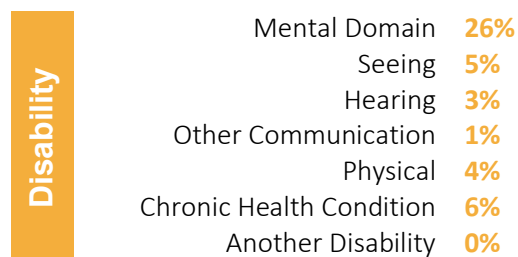 Disability
Mental Domain 26%
Seeing 5%
Hearing 3%
Other Communication 1%
Physical 4%
Chronic Health Condition 6%
Another Disability 0%